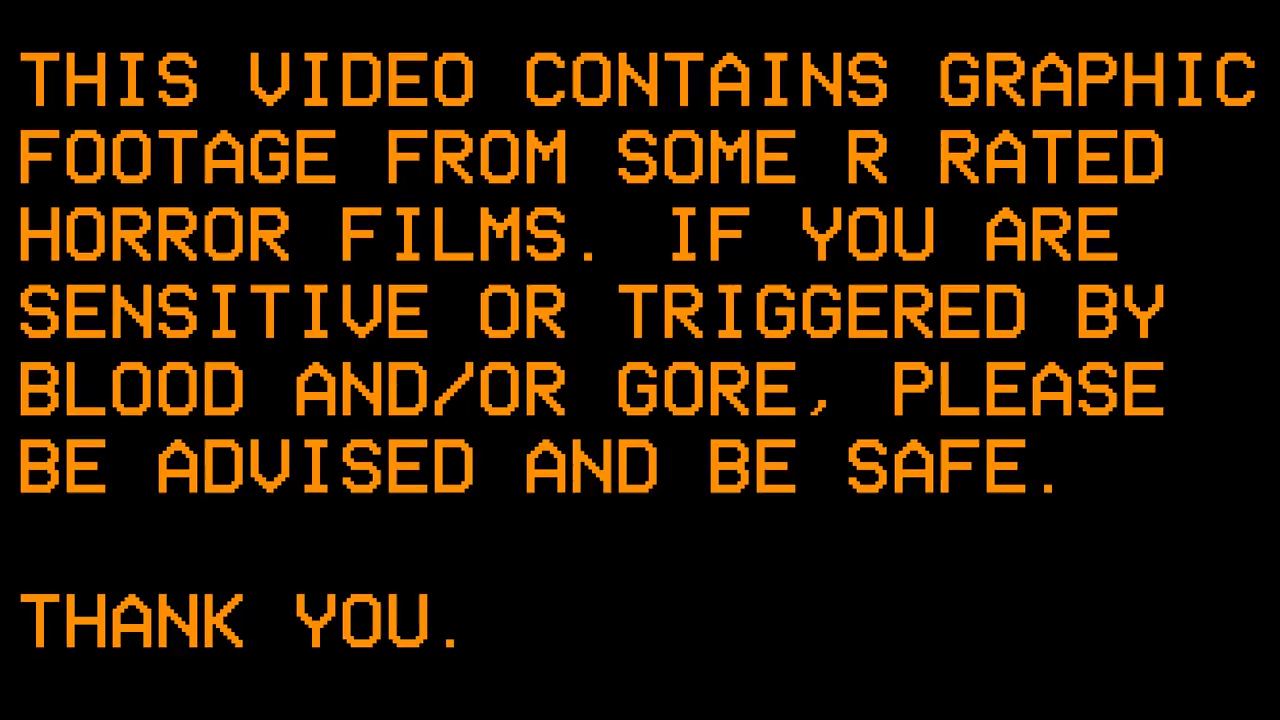 THIS VIDEO CONTAINS GRAPHIC
FOOTAGE FROM SOME R RATED
HORROR FILMS. IF YOU ARE
SENSITIVE OR TRIGGERED BY
BLOOD AND/OR GORE, PLEASE
BE ADVISED AND BE SAFE.
THANK YOU.